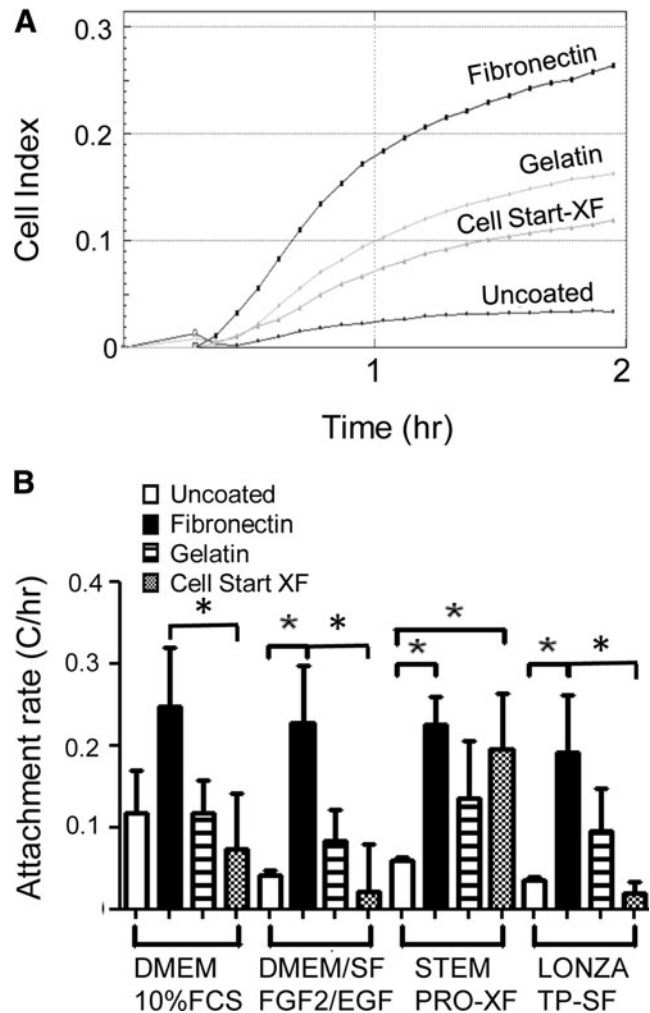 A
0.3
0.2
0.1
0
Cell Index
Fibronectin
Gelatin
Cell Start-XF
Uncoated
1
2
Time (hr)
B
Uncoated
Fibronectin
Gelatin
Cell Start XF
0.4
0.3
0.2
0.1
Attachment rate (C/hr)
*
*
*
*
*
*
*
DMEM
10%FCS
DMEM/SF
FGF2/EGF
STEM
PRO-XF
LONZA
TP-SF